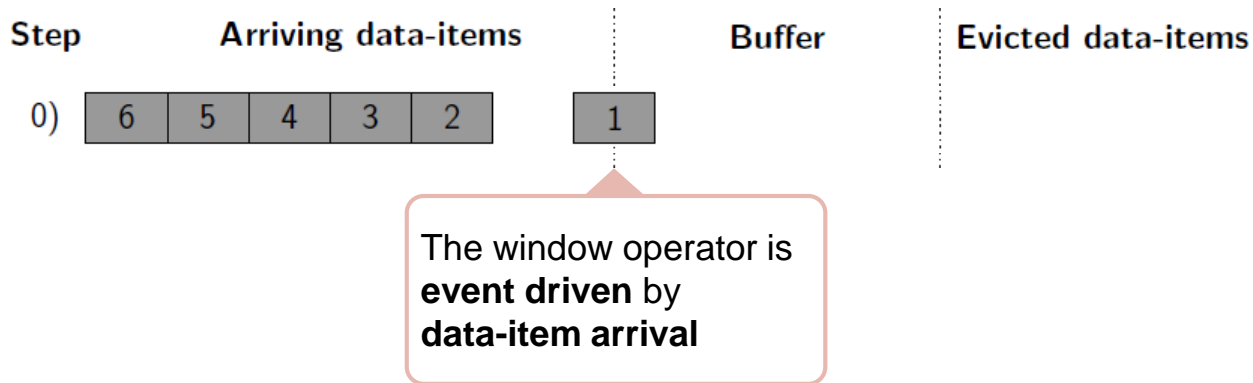 Step Arriving data-items Buffer Evicted data-items
0) 6 5 4 3 2 1
The window operator is
event driven by
data-item arrival